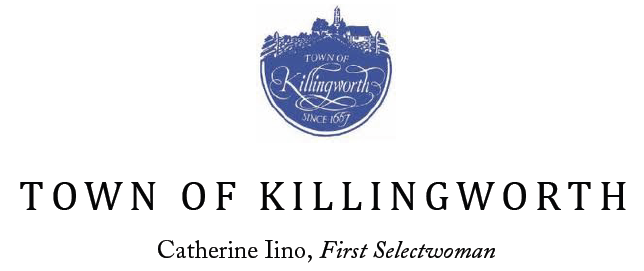 TOWN OF
Killingworth
SINCE 1667
TOWN OF KILLINGWORTH
Catherine Iino, First Selectwoman